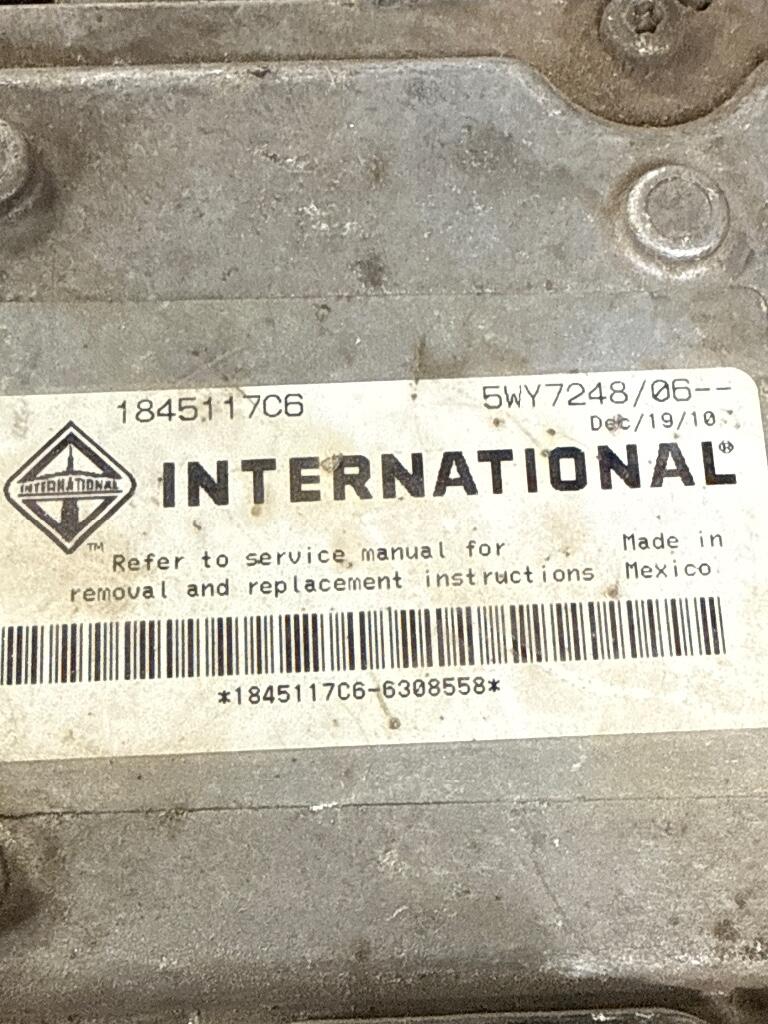 1845117C6
5WY7248/06--
Dec/19/10
INTERNATIONAL
INTERNATIONAL®
™
Refer to service manual for
removal and replacement instructions
Made in
Mexico
*1845117C6-6308558*